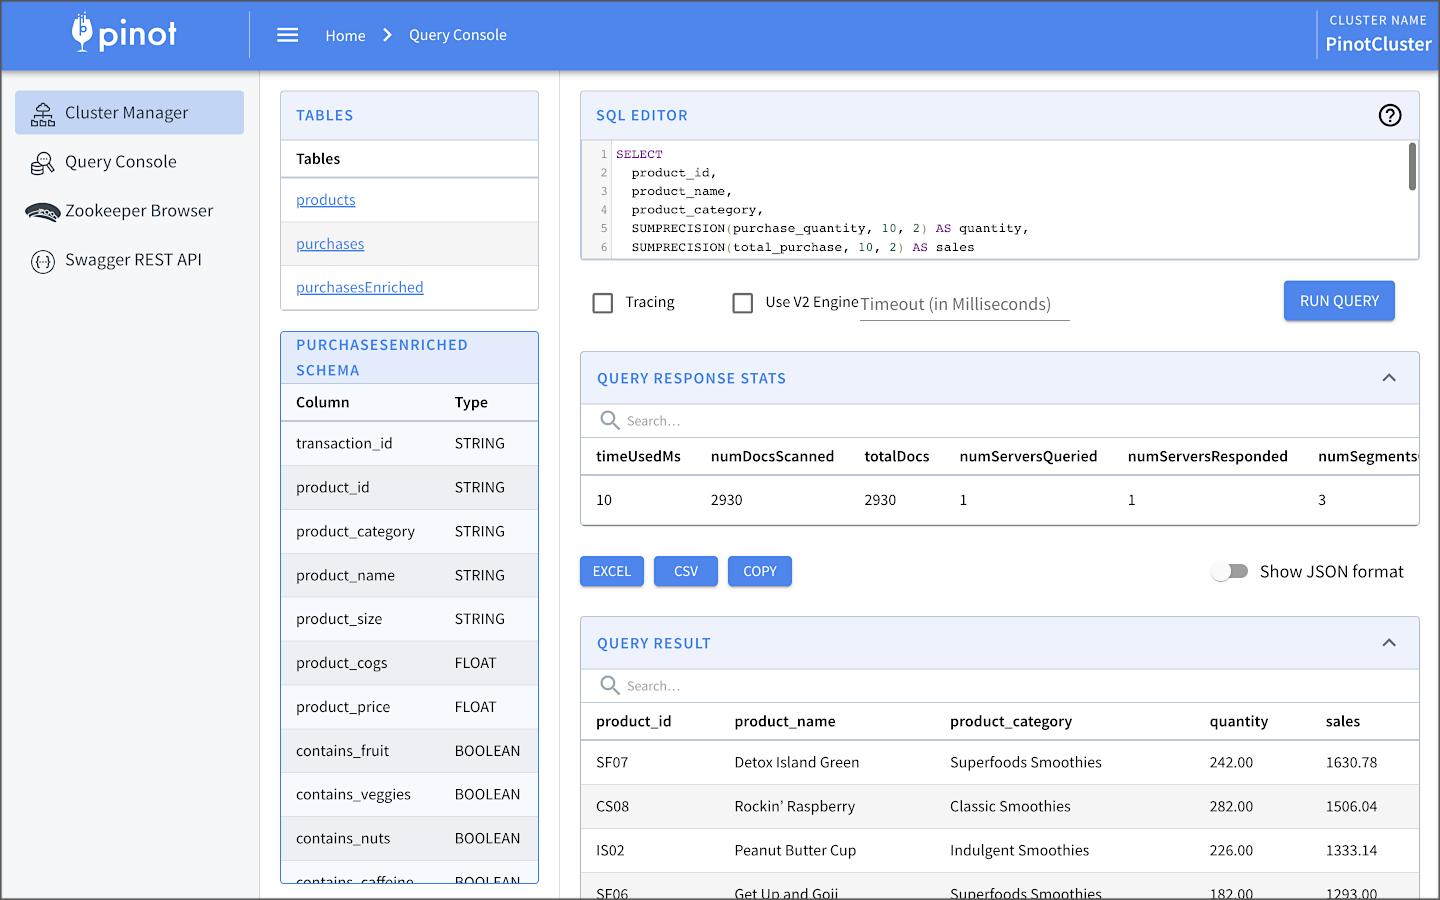 pinot
Home
Query Console
CLUSTER NAME
PinotCluster
Cluster Manager
Query Console
Zookeeper Browser
Swagger REST API
TABLES
Tables
products
purchases
purchasesEnriched
PURCHASESENRICHED
SCHEMA
Column Type
transaction_id STRING
product_id STRING
product_category STRING
product_name STRING
product_size STRING
product_cogs FLOAT
product_price FLOAT
contains_fruit BOOLEAN
contains_veggies BOOLEAN
contains_nuts BOOLEAN
contains_caffeine BOOLEAN
SQL EDITOR
1 SELECT
2 product_id,
3 product_name,
4 product_category,
5 SUMPRECISION(purchase_quantity, 10, 2) AS quantity,
6 SUMPRECISION(total_purchase, 10, 2) AS sales
Tracing
Use V2 Engine
Timeout (in Milliseconds)
RUN QUERY
QUERY RESPONSE STATS
Search...
timeUsedMs numDocsScanned totalDocs numServersQueried numServersResponded numSegments
10 2930 2930 1 1 3
EXCEL CSV COPY
Show JSON format
QUERY RESULT
Search...
product_id product_name product_category quantity sales
SF07 Detox Island Green Superfoods Smoothies 242.00 1630.78
CS08 Rockin’ Raspberry Classic Smoothies 282.00 1506.04
IS02 Peanut Butter Cup Indulgent Smoothies 226.00 1333.14
SF06 Get Up and Goji Superfoods Smoothies 182.00 1293.00